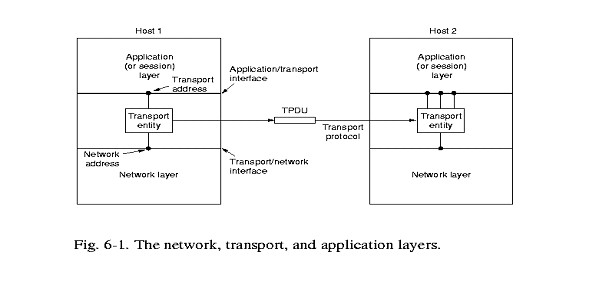 Host 1
Host 2
Application
(or session)
layer
Transport
address
Application/transport
interface
Application
(or session)
layer
Transport
entity
TPDU
Transport
protocol
Transport
entity
Network
address
Transport/network
interface
Network layer
Network layer
Fig. 6-1. The network, transport, and application layers.